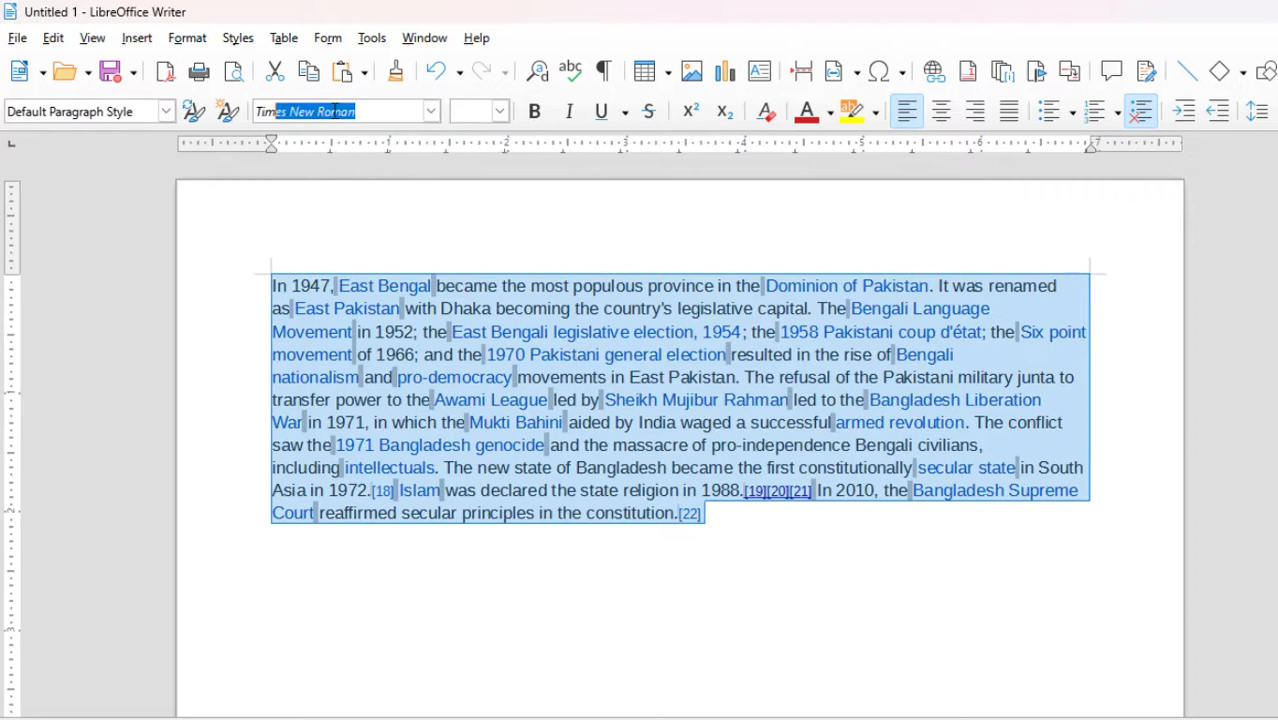 Untitled 1 - LibreOffice Writer
File Edit View Insert Format Styles Table Form Tools Window Help
Default Paragraph Style Times New Roman B I U S X² X₂ A
1 2 3 4 5 6 7
In 1947, East Bengal became the most populous province in the Dominion of Pakistan. It was renamed
as East Pakistan with Dhaka becoming the country's legislative capital. The Bengali Language
Movement in 1952; the East Bengali legislative election, 1954; the 1958 Pakistani coup d'état; the Six point
movement of 1966; and the 1970 Pakistani general election resulted in the rise of Bengali
nationalism and pro-democracy movements in East Pakistan. The refusal of the Pakistani military junta to
transfer power to the Awami League led by Sheikh Mujibur Rahman led to the Bangladesh Liberation
War in 1971, in which the Mukti Bahini aided by India waged a successful armed revolution. The conflict
saw the 1971 Bangladesh genocide and the massacre of pro-independence Bengali civilians,
including intellectuals. The new state of Bangladesh became the first constitutionally secular state in South
Asia in 1972.[18] Islam was declared the state religion in 1988.[19][20][21] In 2010, the Bangladesh Supreme
Court reaffirmed secular principles in the constitution.[22]